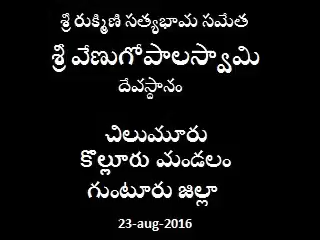 శ్రీ రుక్మిణి సత్యభామ సమేత
శ్రీ వేణుగోపాలస్వామి
దేవస్థానం
చిలుమూరు
కొల్లూరు మండలం
గుంటూరు జిల్లా
23-aug-2016